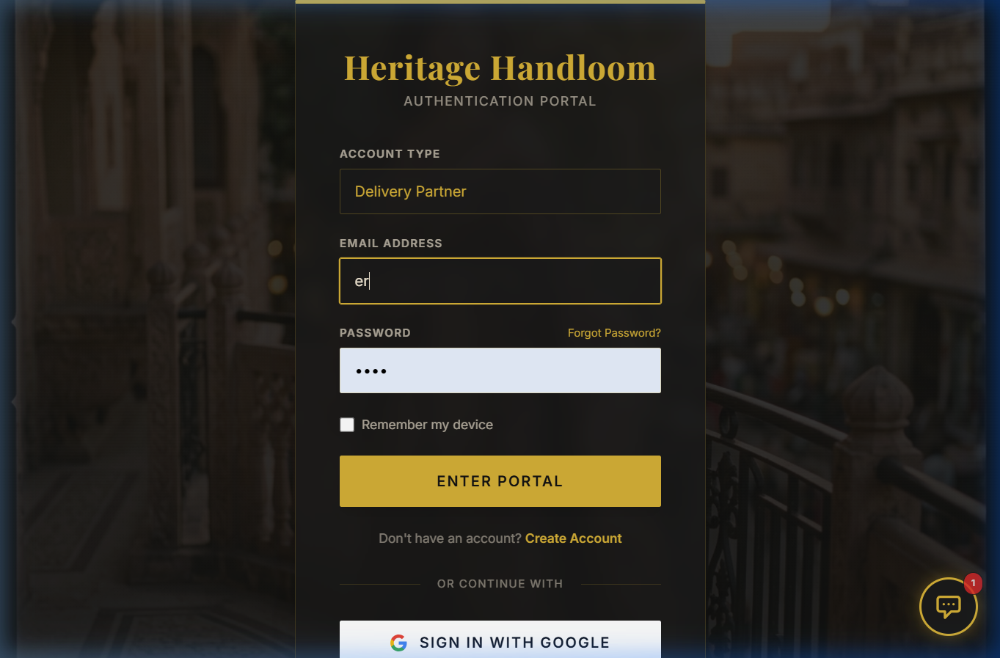 Heritage Handloom
AUTHENTICATION PORTAL
ACCOUNT TYPE
Delivery Partner
EMAIL ADDRESS
er
PASSWORD
Forgot Password?
••••
Remember my device
ENTER PORTAL
Don't have an account? Create Account
OR CONTINUE WITH
SIGN IN WITH GOOGLE
1